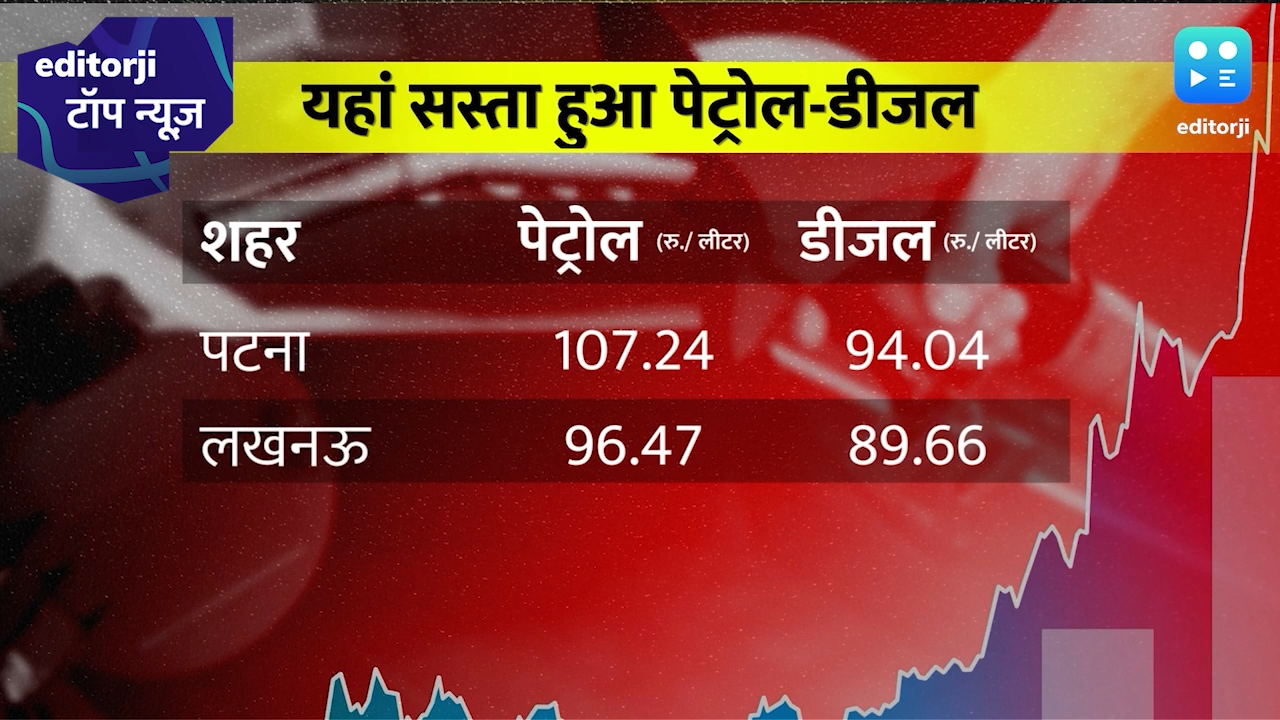 editorji
टॉप न्यूज़
यहां सस्ता हुआ पेट्रोल-डीजल
editorji
शहर पेट्रोल (रु./ लीटर) डीजल (रु./ लीटर)
पटना 107.24 94.04
लखनऊ 96.47 89.66